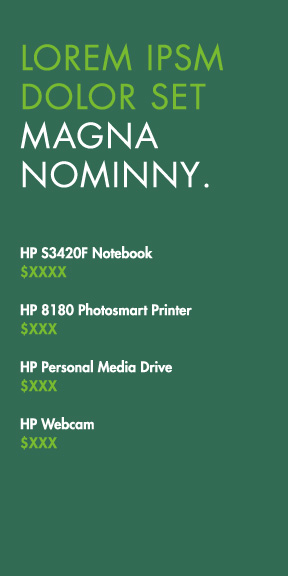 LOREM IPSM
DOLOR SET
MAGNA
NOMINNY.
HP S3420F Notebook
$XXXX
HP 8180 Photosmart Printer
$XXX
HP Personal Media Drive
$XXX
HP Webcam
$XXX